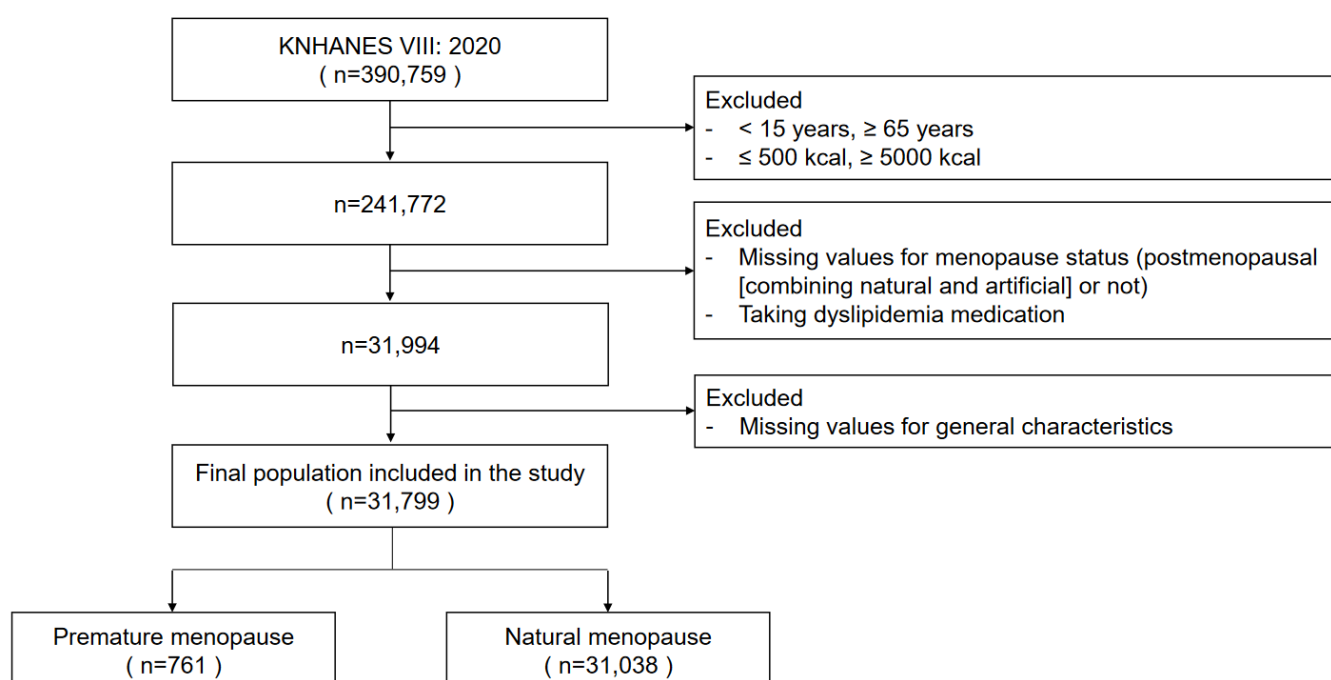 KNHANES VIII: 2020
( n=390,759 )
Excluded
- < 15 years, ≥ 65 years
- ≤ 500 kcal, ≥ 5000 kcal
n=241,772
Excluded
- Missing values for menopause status (postmenopausal
[combining natural and artificial] or not)
- Taking dyslipidemia medication
n=31,994
Excluded
- Missing values for general characteristics
Final population included in the study
( n=31,799 )
Premature menopause
( n=761 )
Natural menopause
( n=31,038 )